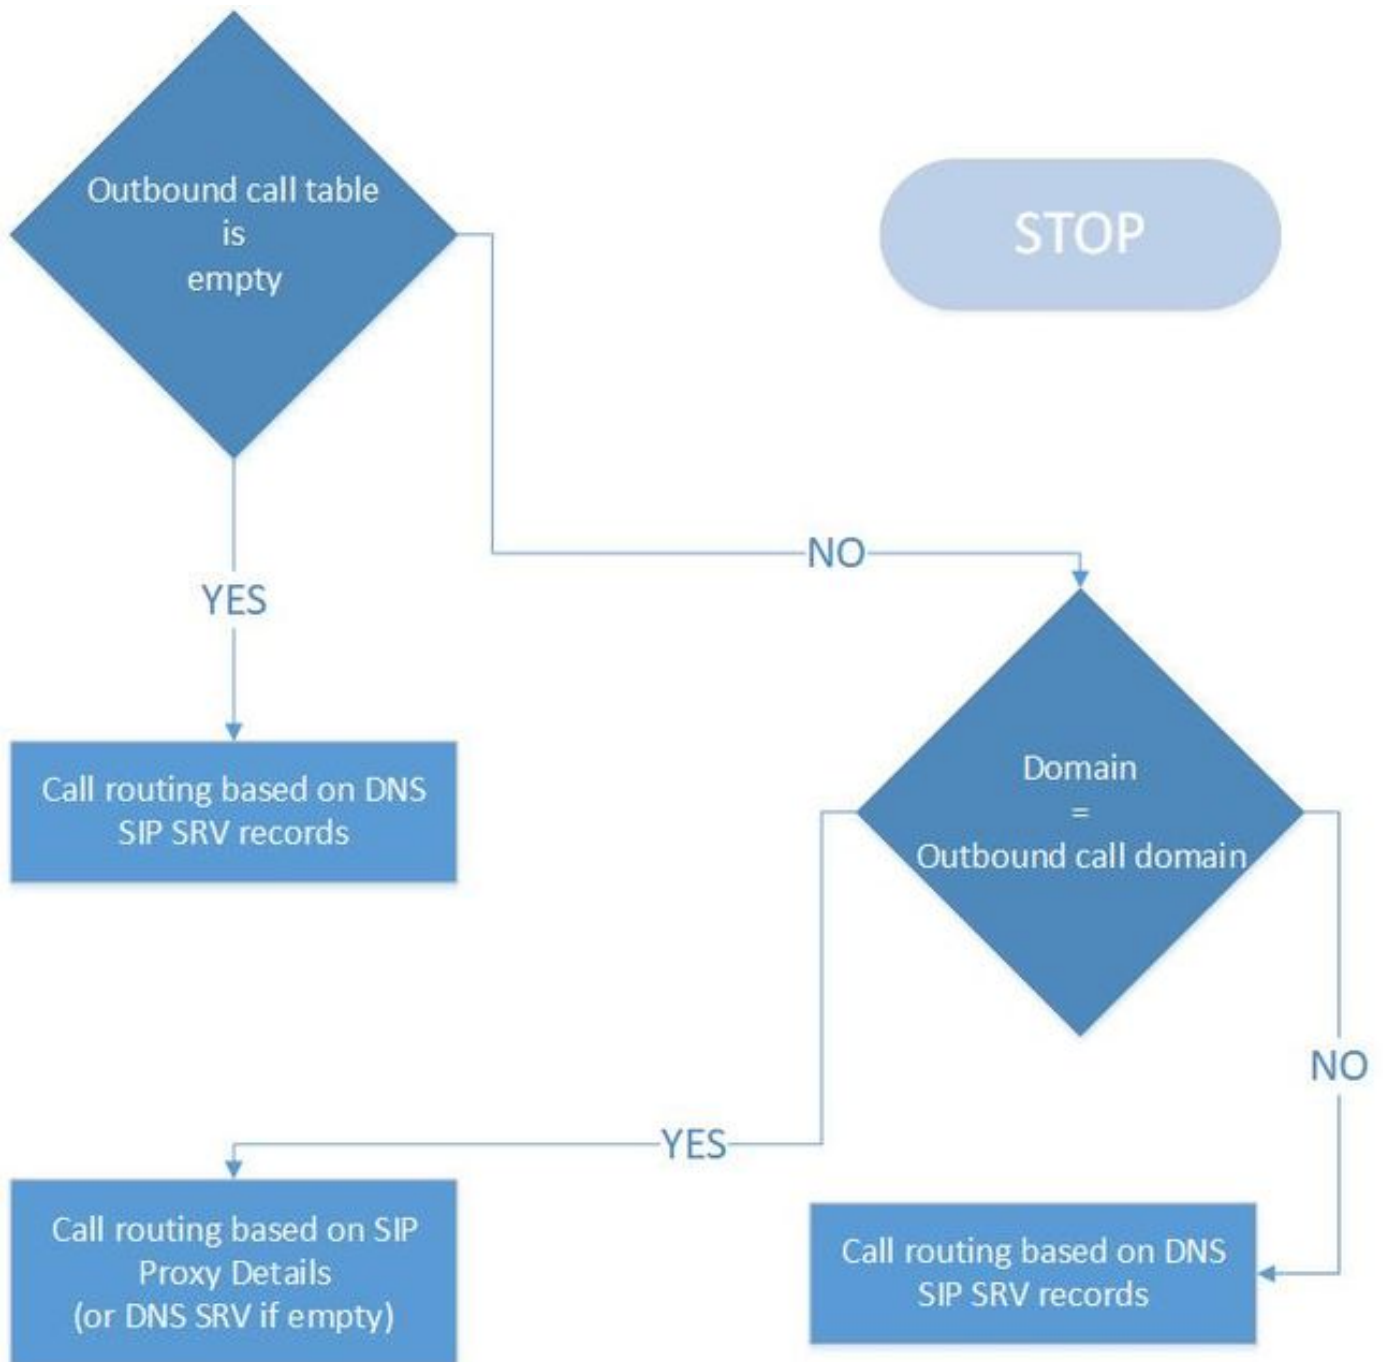 Outbound call table
is
empty
STOP
NO
YES
Call routing based on DNS
SIP SRV records
Domain
=
Outbound call domain
NO
YES
Call routing based on SIP
Proxy Details
(or DNS SRV if empty)
Call routing based on DNS
SIP SRV records